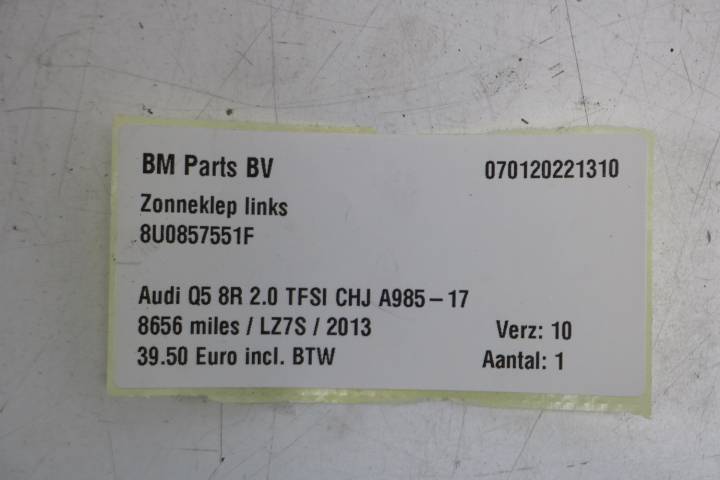 BM Parts BV 070120221310
Zonneklep links
8U0857551F
Audi Q5 8R 2.0 TFSI CHJ A985-17
8656 miles / LZ7S / 2013 Verz: 10
39.50 Euro incl. BTW Aantal: 1